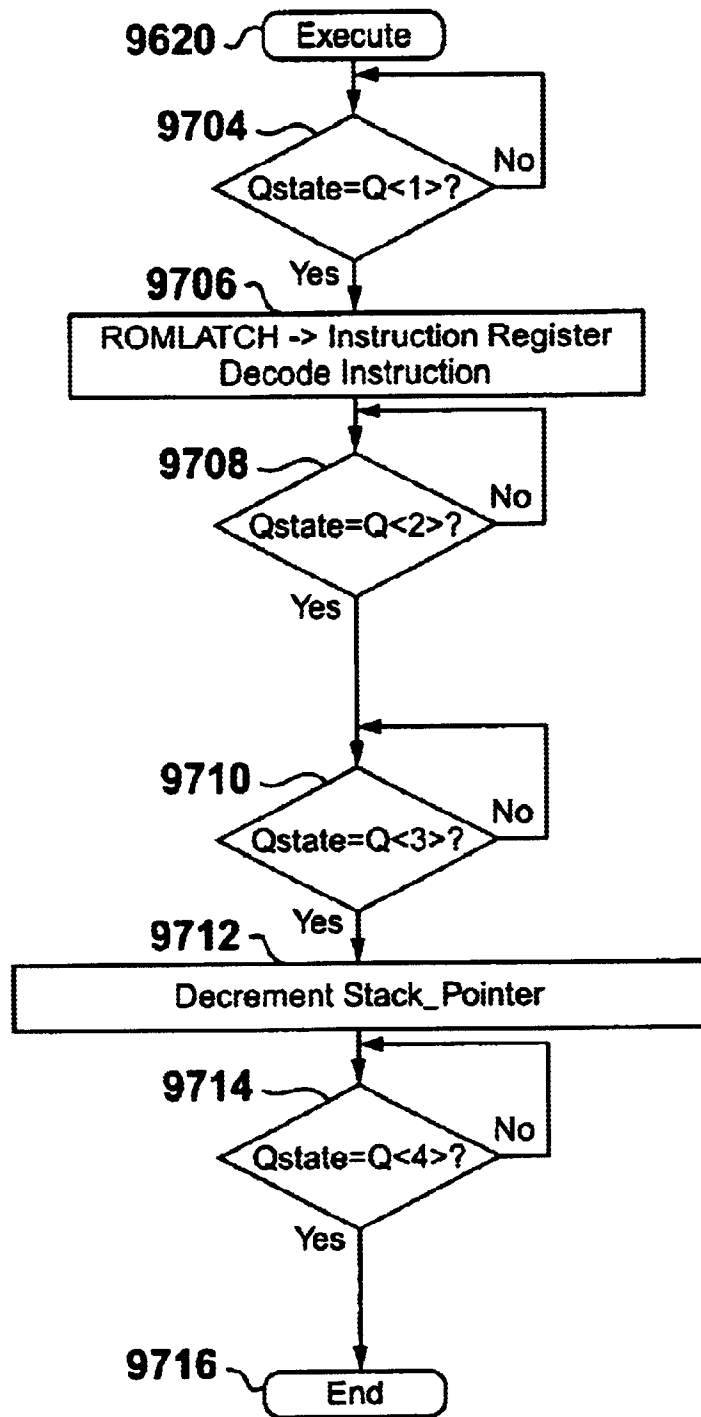 9620
Execute
9704
Qstate=Q<1>?
No
Yes
9706
ROMLATCH -> Instruction Register
Decode Instruction
9708
Qstate=Q<2>?
No
Yes
9710
Qstate=Q<3>?
No
Yes
9712
Decrement Stack_Pointer
9714
Qstate=Q<4>?
No
Yes
9716
End